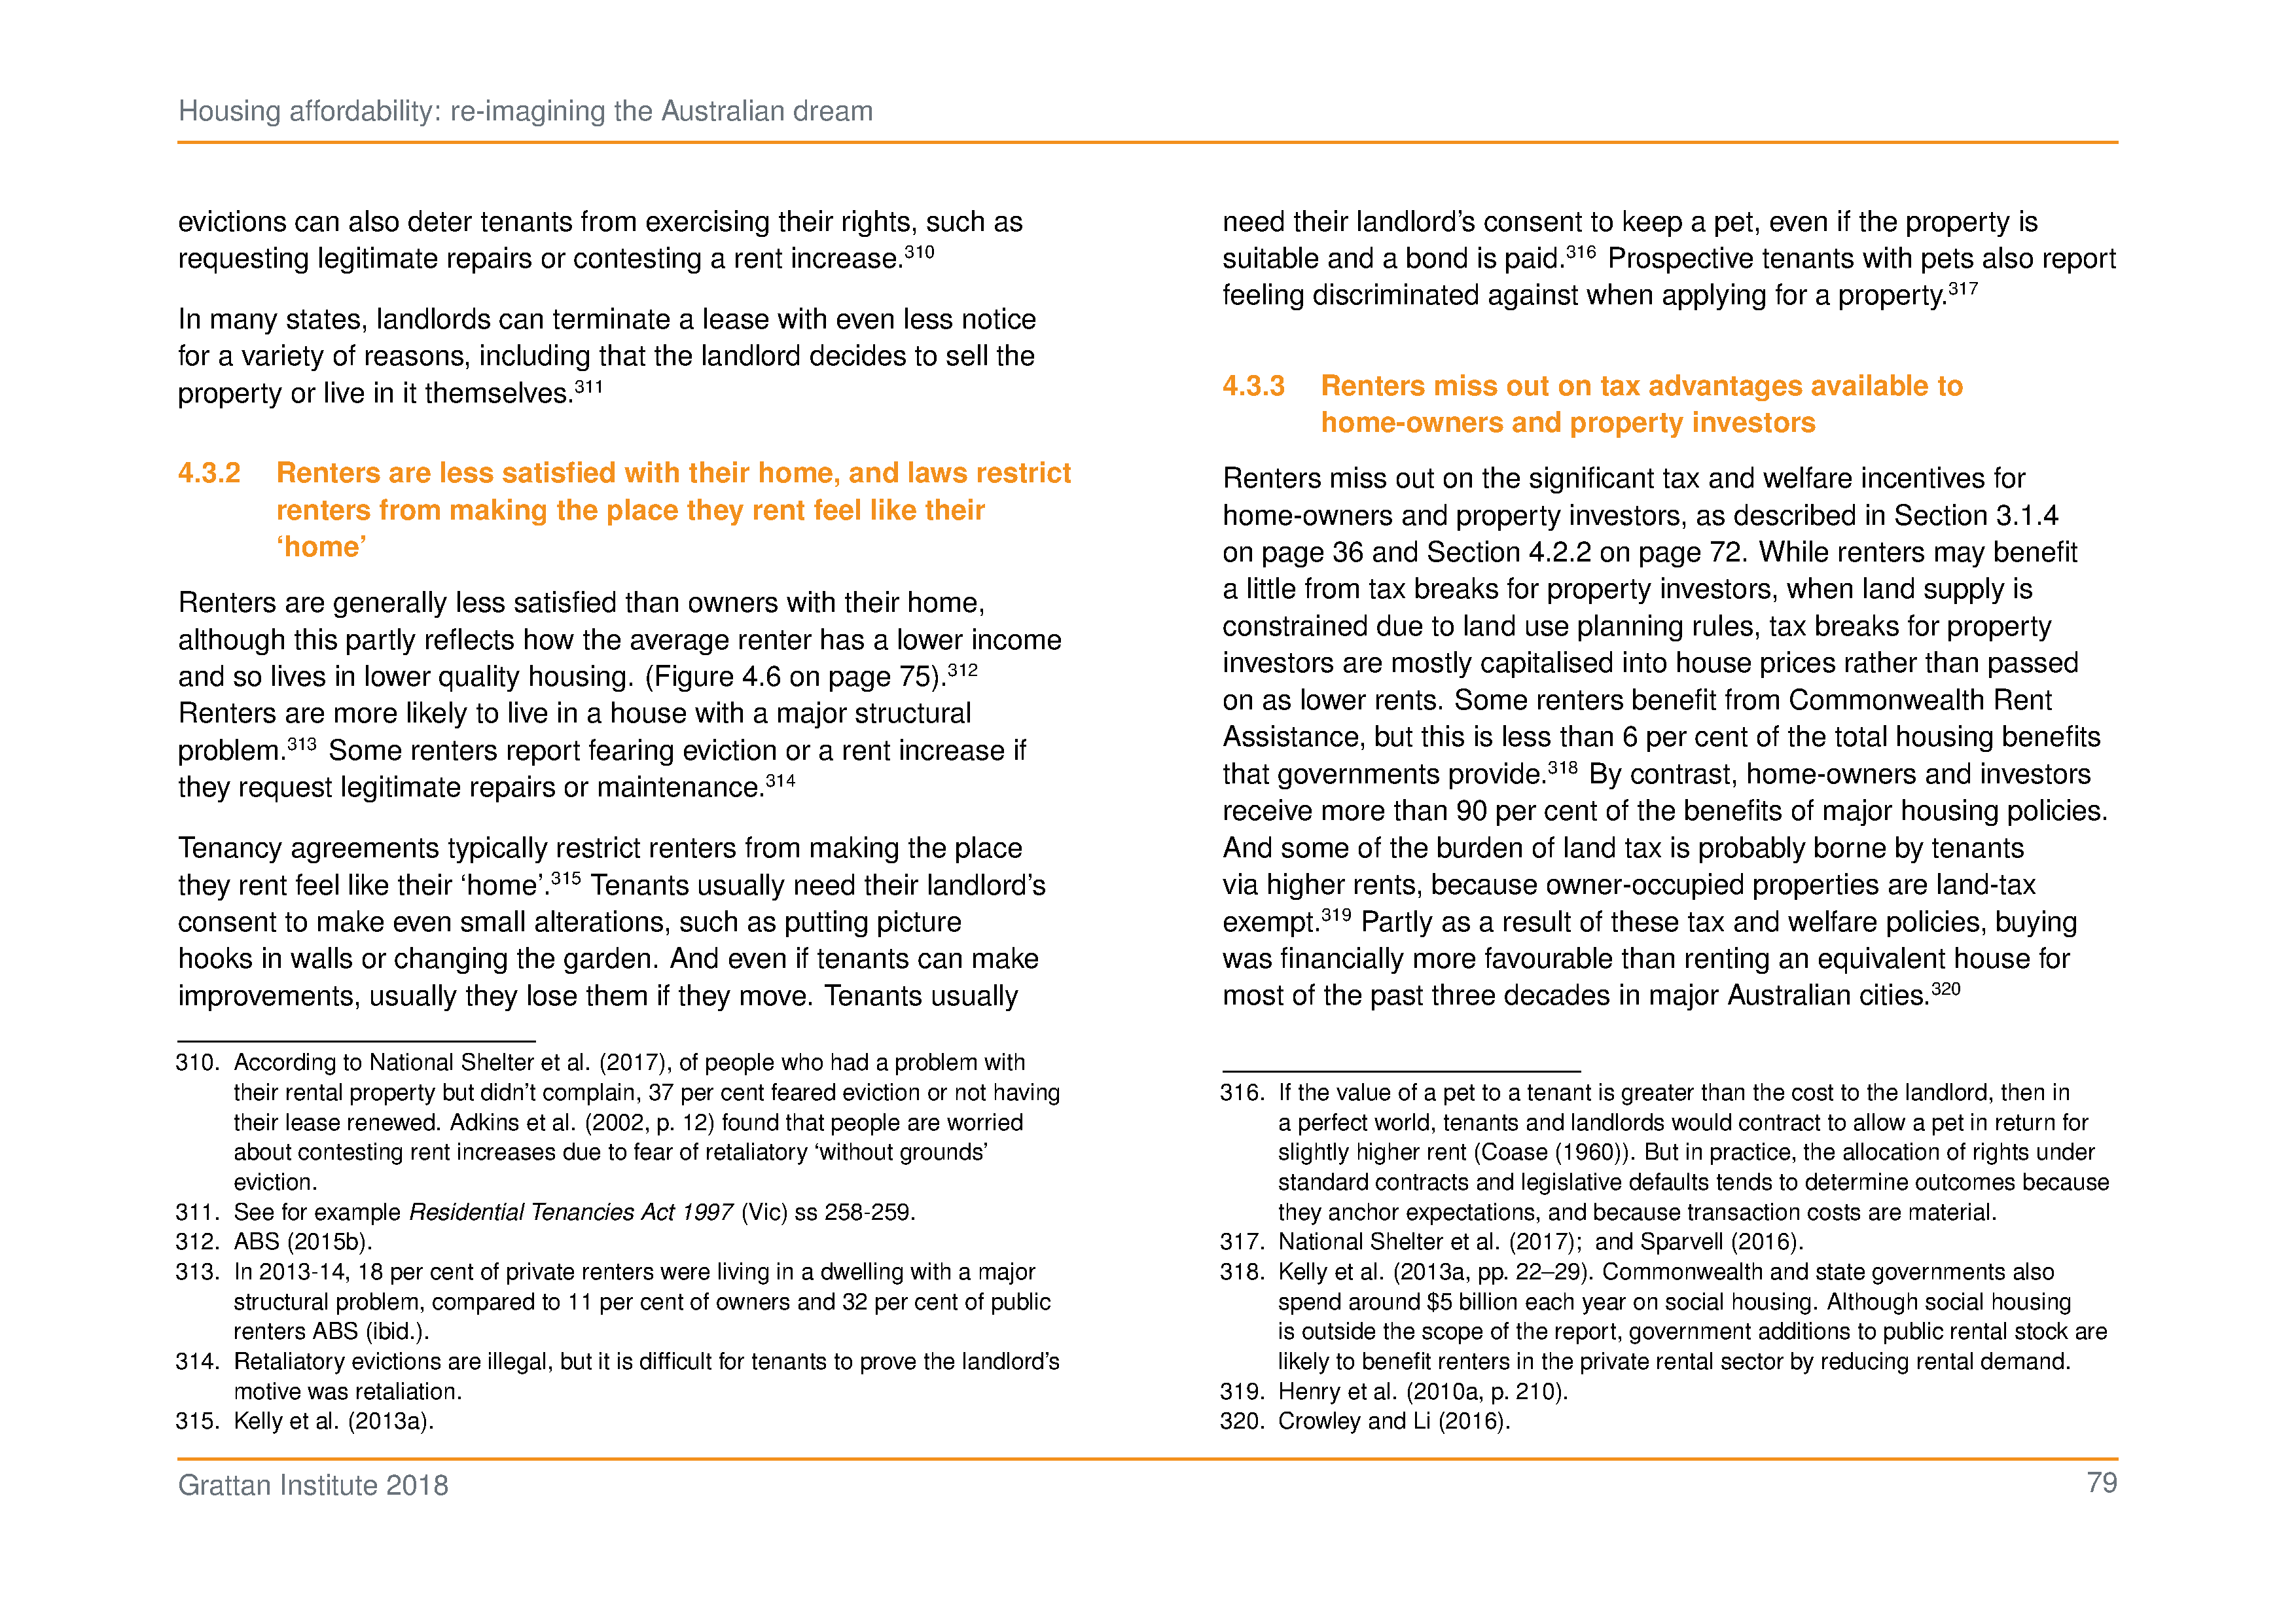 Housing affordability: re-imagining the Australian dream
evictions can also deter tenants from exercising their rights, such as
requesting legitimate repairs or contesting a rent increase.310
In many states, landlords can terminate a lease with even less notice
for a variety of reasons, including that the landlord decides to sell the
property or live in it themselves.311
4.3.2 Renters are less satisfied with their home, and laws restrict
renters from making the place they rent feel like their
‘home’
Renters are generally less satisfied than owners with their home,
although this partly reflects how the average renter has a lower income
and so lives in lower quality housing. (Figure 4.6 on page 75).312
Renters are more likely to live in a house with a major structural
problem.313 Some renters report fearing eviction or a rent increase if
they request legitimate repairs or maintenance.314
Tenancy agreements typically restrict renters from making the place
they rent feel like their ‘home’.315 Tenants usually need their landlord’s
consent to make even small alterations, such as putting picture
hooks in walls or changing the garden. And even if tenants can make
improvements, usually they lose them if they move. Tenants usually
310. According to National Shelter et al. (2017), of people who had a problem with
their rental property but didn’t complain, 37 per cent feared eviction or not having
their lease renewed. Adkins et al. (2002, p. 12) found that people are worried
about contesting rent increases due to fear of retaliatory ‘without grounds’
eviction.
311. See for example Residential Tenancies Act 1997 (Vic) ss 258-259.
312. ABS (2015b).
313. In 2013-14, 18 per cent of private renters were living in a dwelling with a major
structural problem, compared to 11 per cent of owners and 32 per cent of public
renters ABS (ibid.).
314. Retaliatory evictions are illegal, but it is difficult for tenants to prove the landlord’s
motive was retaliation.
315. Kelly et al. (2013a).
need their landlord’s consent to keep a pet, even if the property is
suitable and a bond is paid.316 Prospective tenants with pets also report
feeling discriminated against when applying for a property.317
4.3.3 Renters miss out on tax advantages available to
home-owners and property investors
Renters miss out on the significant tax and welfare incentives for
home-owners and property investors, as described in Section 3.1.4
on page 36 and Section 4.2.2 on page 72. While renters may benefit
a little from tax breaks for property investors, when land supply is
constrained due to land use planning rules, tax breaks for property
investors are mostly capitalised into house prices rather than passed
on as lower rents. Some renters benefit from Commonwealth Rent
Assistance, but this is less than 6 per cent of the total housing benefits
that governments provide.318 By contrast, home-owners and investors
receive more than 90 per cent of the benefits of major housing policies.
And some of the burden of land tax is probably borne by tenants
via higher rents, because owner-occupied properties are land-tax
exempt.319 Partly as a result of these tax and welfare policies, buying
was financially more favourable than renting an equivalent house for
most of the past three decades in major Australian cities.320
316. If the value of a pet to a tenant is greater than the cost to the landlord, then in
a perfect world, tenants and landlords would contract to allow a pet in return for
slightly higher rent (Coase (1960)). But in practice, the allocation of rights under
standard contracts and legislative defaults tends to determine outcomes because
they anchor expectations, and because transaction costs are material.
317. National Shelter et al. (2017); and Sparvell (2016).
318. Kelly et al. (2013a, pp. 22–29). Commonwealth and state governments also
spend around $5 billion each year on social housing. Although social housing
is outside the scope of the report, government additions to public rental stock are
likely to benefit renters in the private rental sector by reducing rental demand.
319. Henry et al. (2010a, p. 210).
320. Crowley and Li (2016).
Grattan Institute 2018
79